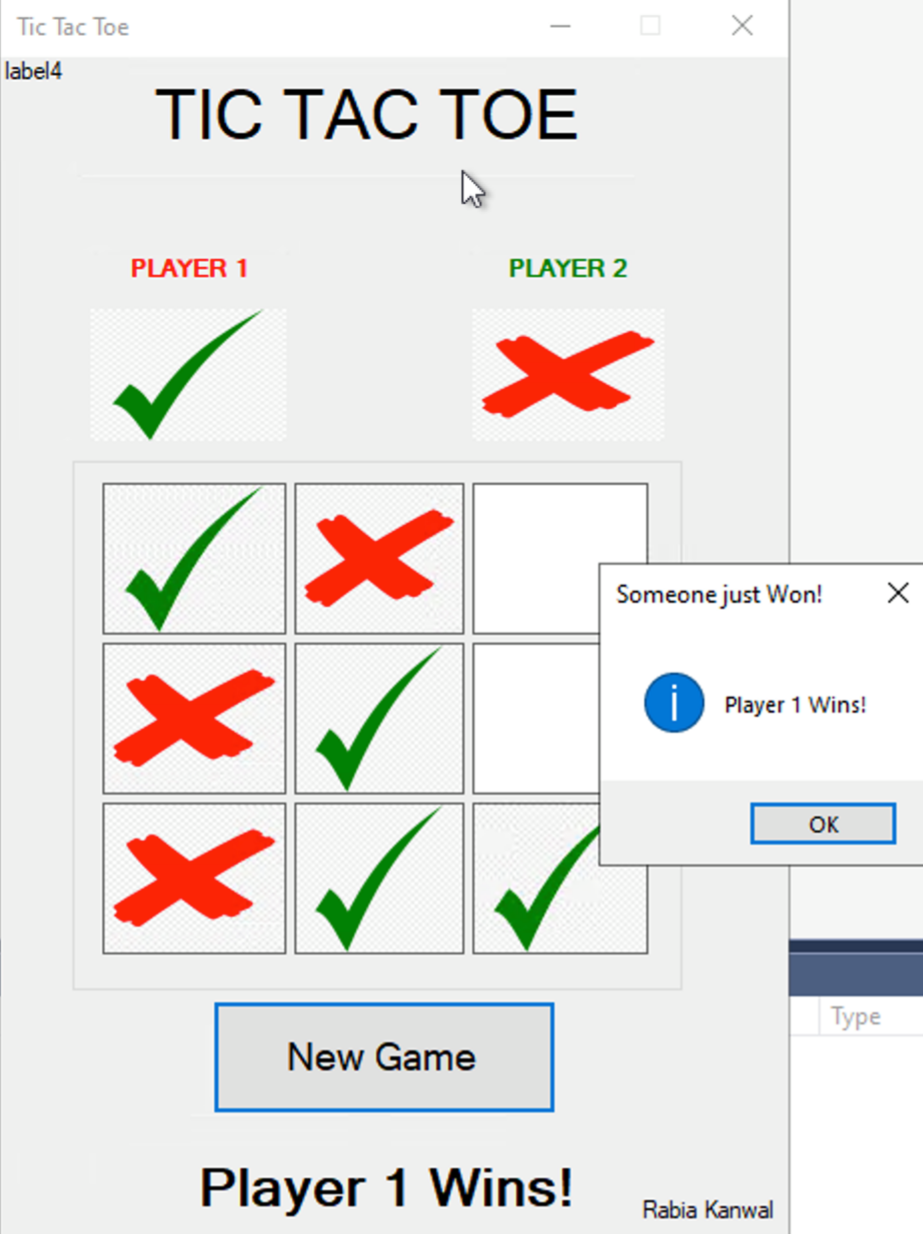 Tic Tac Toe
label4
TIC TAC TOE
PLAYER 1
PLAYER 2
Someone just Won!
Player 1 Wins!
OK
New Game
Type
Player 1 Wins!
Rabia Kanwal